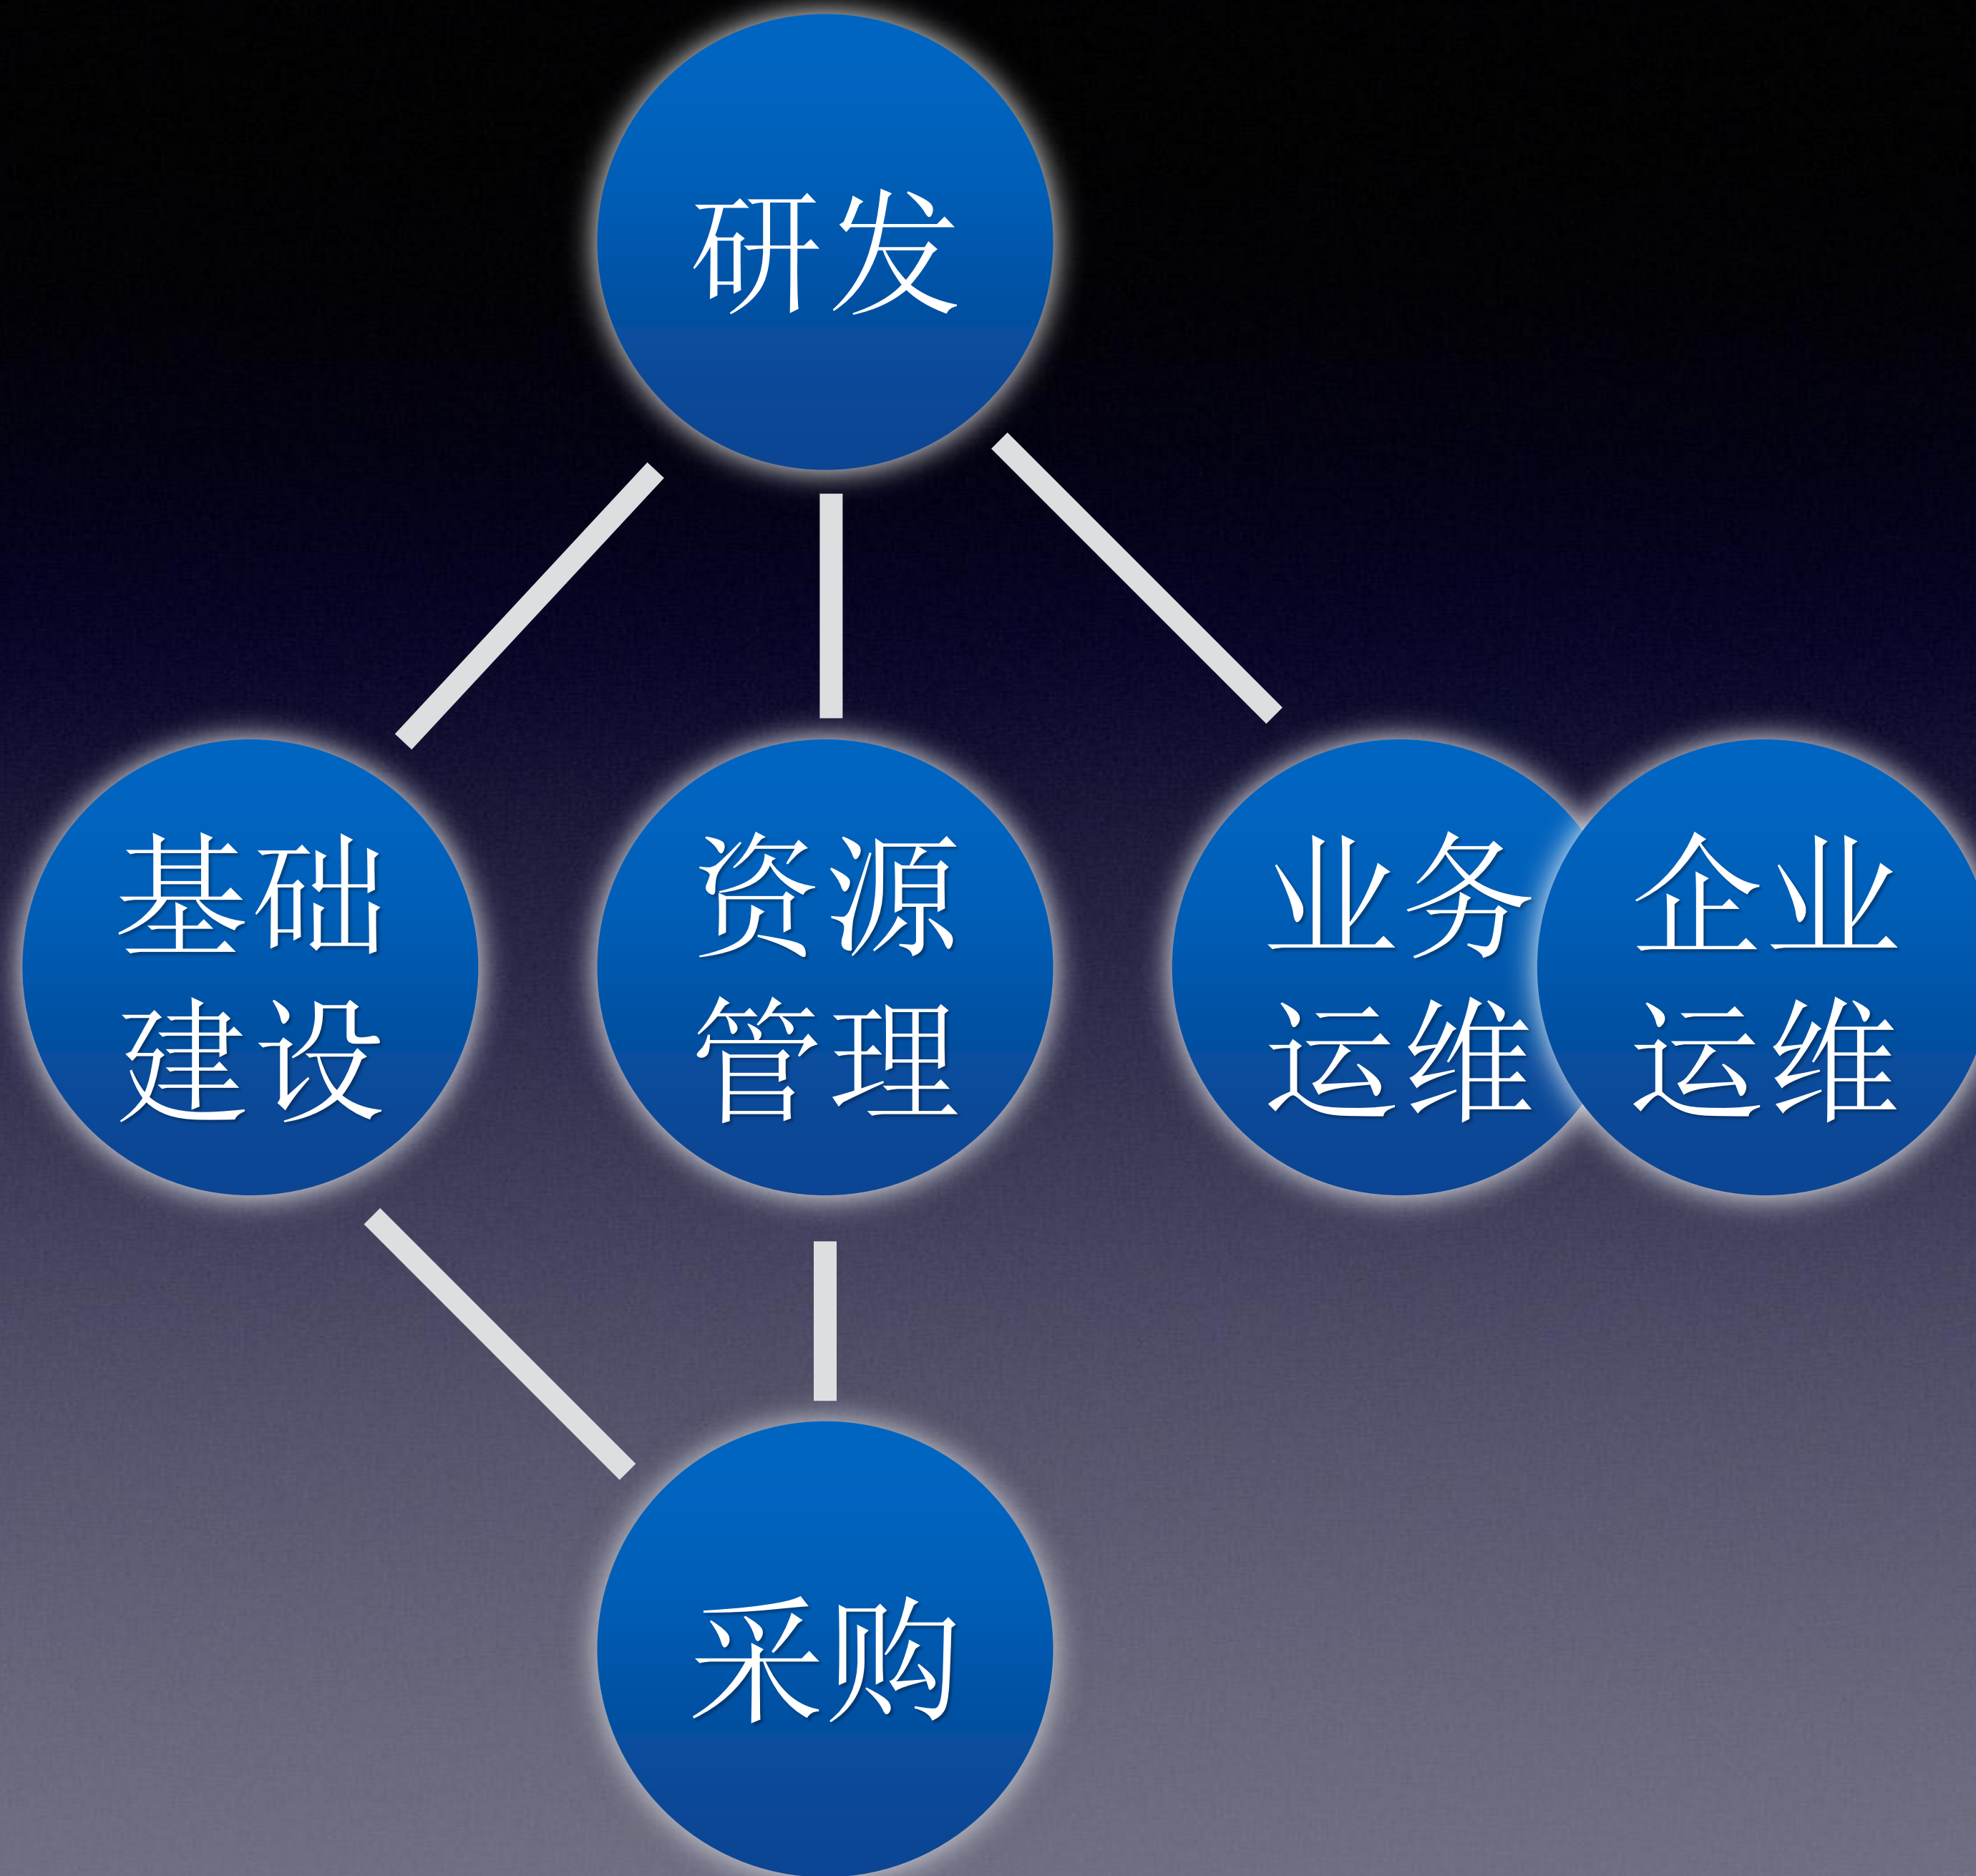 研发
基础
建设
资源
管理
业务
运维
企业
运维
采购